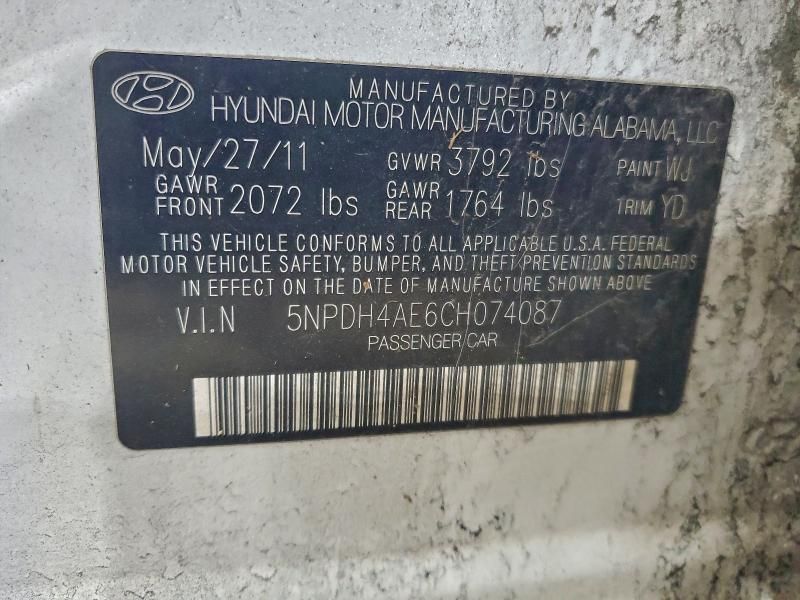 MANUFACTURED BY
HYUNDAI MOTOR MANUFACTURING ALABAMA, LLC
May/27/11 GVWR 3792 lbs PAINT WJ
GAWR FRONT 2072 lbs GAWR REAR 1764 lbs TRIM YD
THIS VEHICLE CONFORMS TO ALL APPLICABLE U.S.A. FEDERAL
MOTOR VEHICLE SAFETY, BUMPER, AND THEFT PREVENTION STANDARDS
IN EFFECT ON THE DATE OF MANUFACTURE SHOWN ABOVE
V.I.N 5NPDH4AE6CH074087
PASSENGER CAR